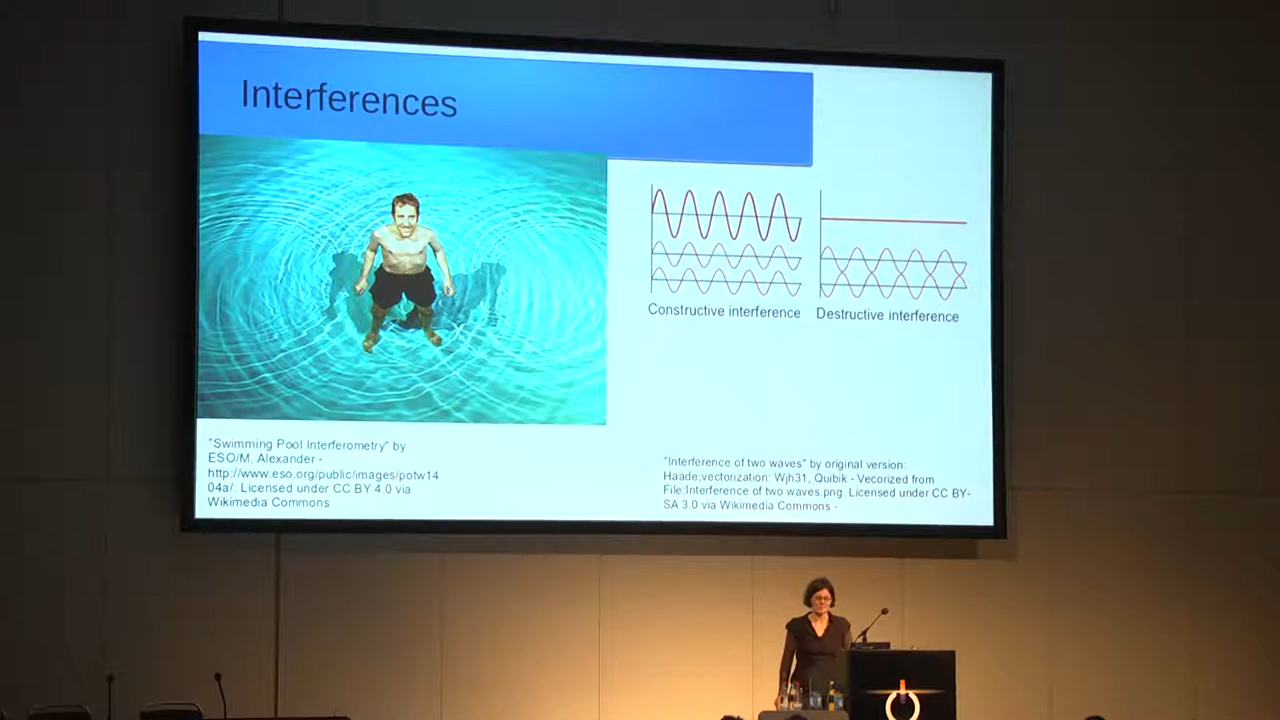 Interferences
Constructive interference
Destructive interference
"Swimming Pool Interferometry" by
ESO/M. Alexander -
http://www.eso.org/public/images/potw14
04a/. Licensed under CC BY 4.0 via
Wikimedia Commons
"Interference of two waves" by original version:
Haade;vectorization: Wjh31, Quibik - Vecorized from
File:Interference of two waves.png. Licensed under CC BY-
SA 3.0 via Wikimedia Commons -